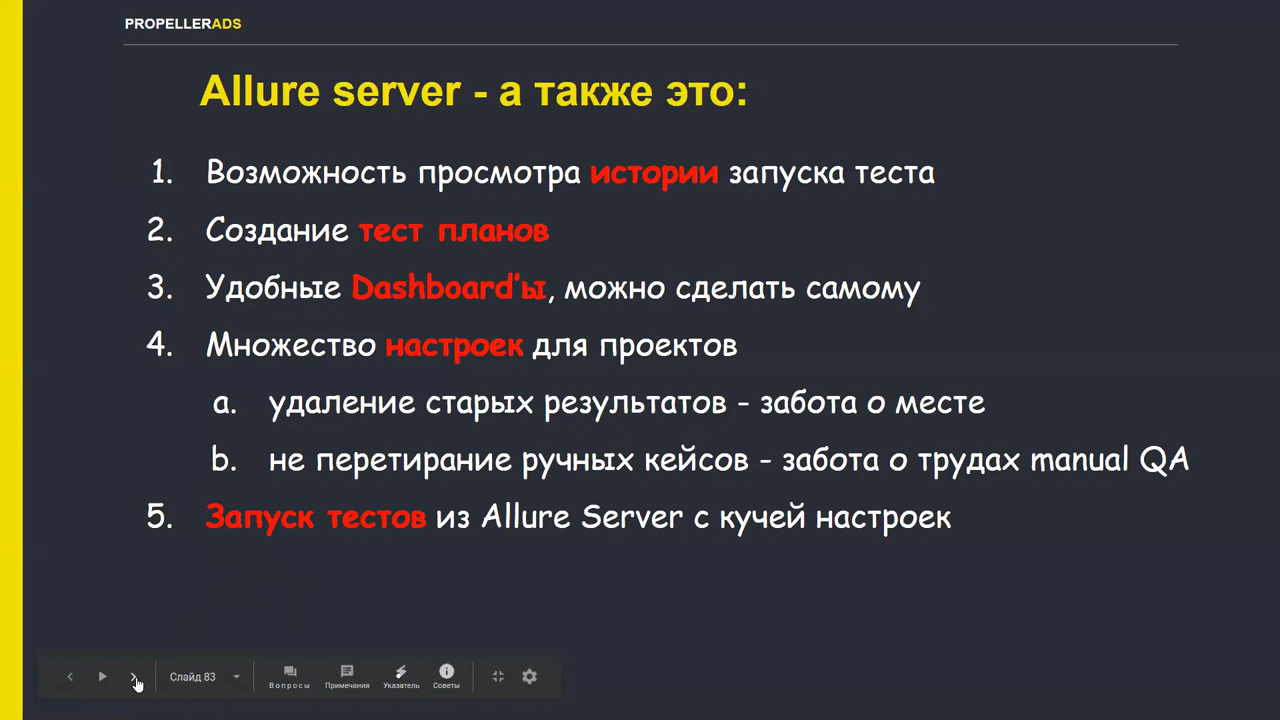 PROPELLERADS
Allure server - а также это:
1. Возможность просмотра истории запуска теста
2. Создание тест планов
3. Удобные Dashboard'ы, можно сделать самому
4. Множество настроек для проектов
a. удаление старых результатов - забота о месте
b. не перетирание ручных кейсов - забота о трудах manual QA
5. Запуск тестов из Allure Server с кучей настроек
Слайд 83
Вопросы
Примечания
Указатель
Советы